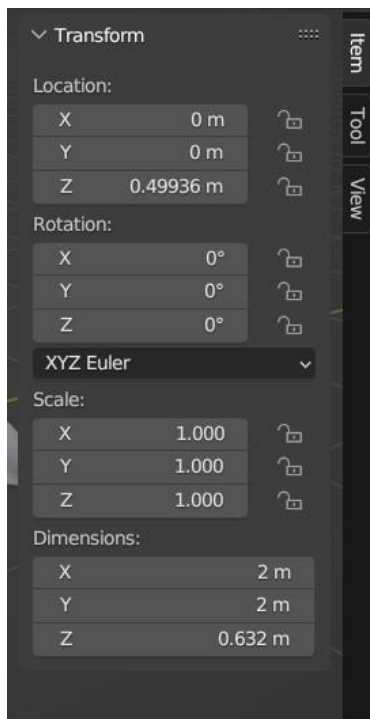 Transform
Item
Location:
X 0 m
Y 0 m
Tool
Z 0.49936 m
View
Rotation:
X 0°
Y 0°
Z 0°
XYZ Euler
Scale:
X 1.000
Y 1.000
Z 1.000
Dimensions:
X 2 m
Y 2 m
Z 0.632 m